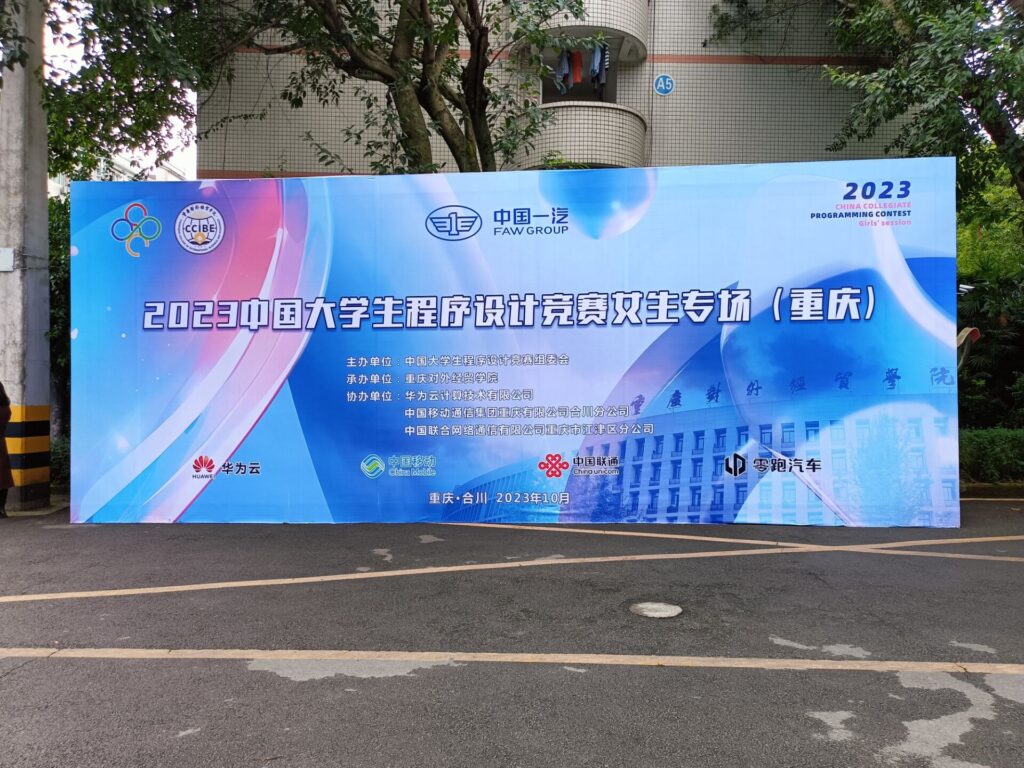 A5
CCIBE
中国一汽
FAW GROUP
2023
CHINA COLLEGIATE
PROGRAMMING CONTEST
Girls' session
2023中国大学生程序设计竞赛女生专场（重庆）
主办单位：中国大学生程序设计竞赛组委会
承办单位：重庆对外经贸学院
协办单位：华为云计算技术有限公司
中国移动通信集团重庆有限公司合川分公司
中国联合网络通信有限公司重庆市江津区分公司
重庆对外经贸学院
HUAWEI
华为云
中国移动
China Mobile
中国联通
China unicom
零跑汽车
重庆·合川 2023年10月